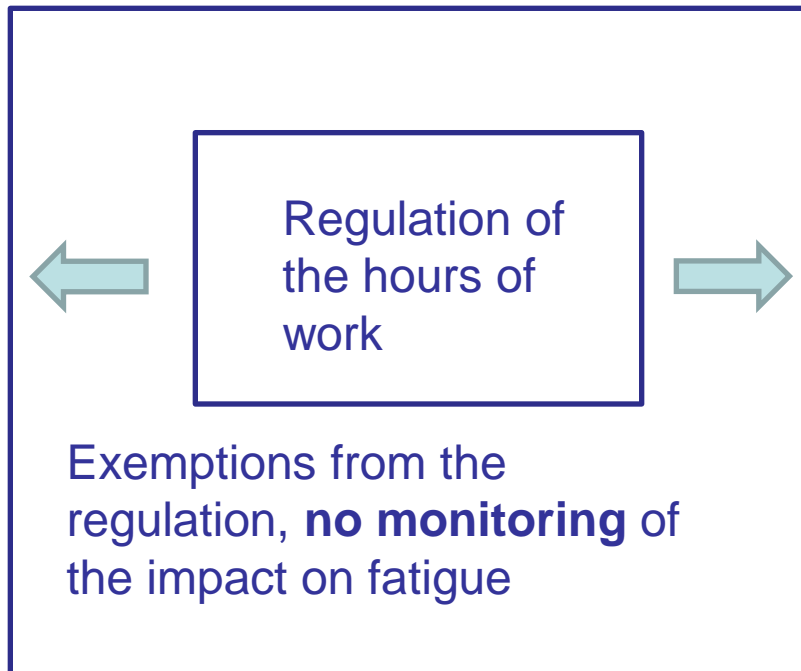 Regulation of
the hours of
work
Exemptions from the
regulation, no monitoring of
the impact on fatigue